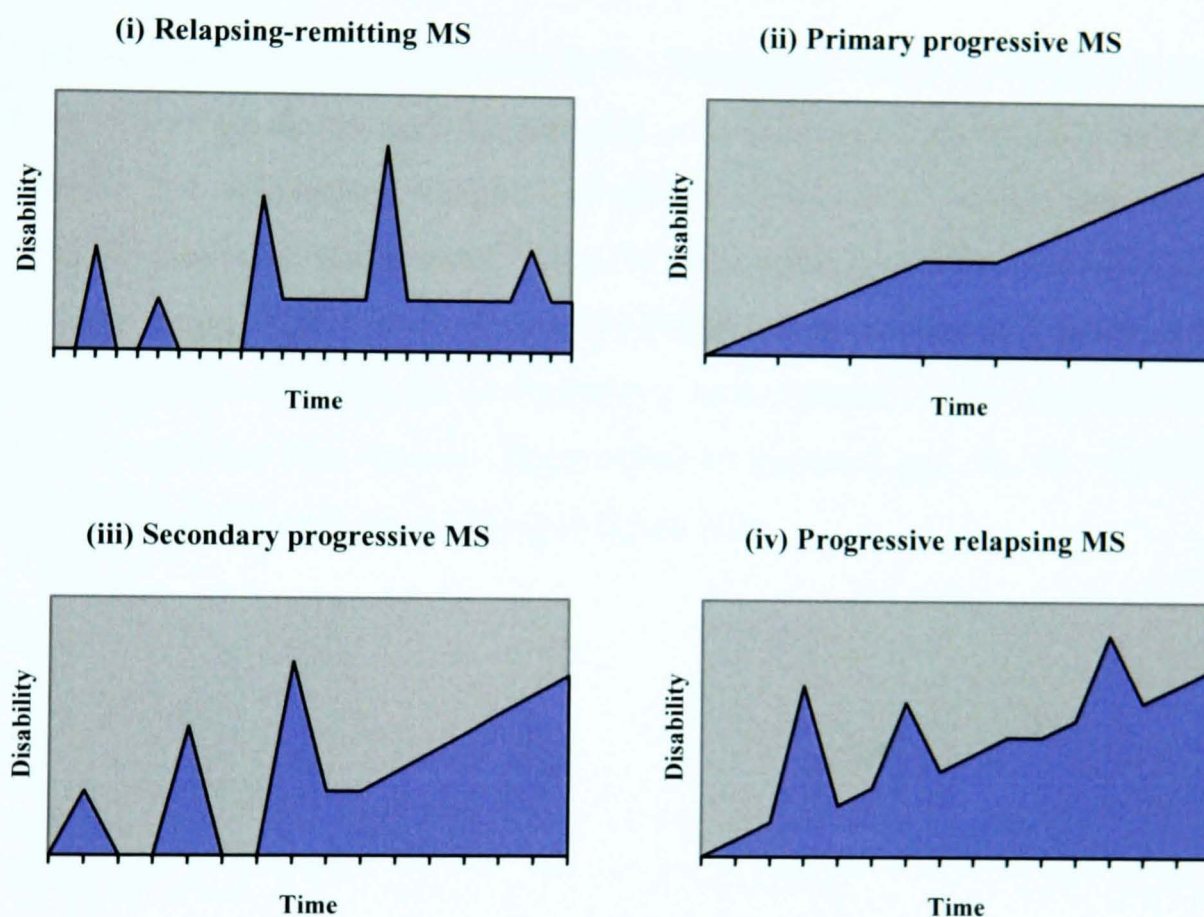 (i) Relapsing-remitting MS
(ii) Primary progressive MS
Disability
Disability
Time
Time
(iii) Secondary progressive MS
(iv) Progressive relapsing MS
Disability
Disability
Time
Time